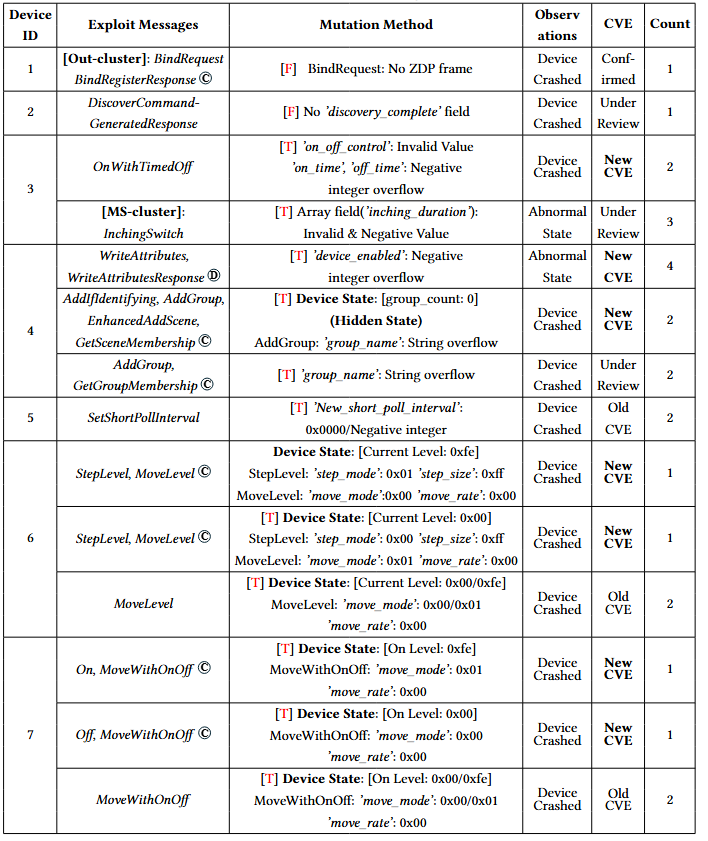 Device ID Exploit Messages Mutation Method Observ ations CVE Count
1 [Out-cluster]: BindRequest BindRegisterResponse Ⓒ [F] BindRequest: No ZDP frame Device Crashed Conf-irmed 1
2 DiscoverCommand-GeneratedResponse [F] No 'discovery_complete' field Device Crashed Under Review 1
3 OnWithTimedOff [T] 'on_off_control': Invalid Value 'on_time', 'off_time': Negative integer overflow Device Crashed New CVE 2
[MS-cluster]: InchingSwitch [T] Array field('inching_duration'): Invalid & Negative Value Abnormal State Under Review 3
4 WriteAttributes, WriteAttributesResponse Ⓓ [T] 'device_enabled': Negative integer overflow Abnormal State New CVE 4
AddIfIdentifying, AddGroup, EnhancedAddScene, GetSceneMembership Ⓒ [T] Device State: [group_count: 0] (Hidden State) AddGroup: 'group_name': String overflow Device Crashed New CVE 2
AddGroup, GetGroupMembership Ⓒ [T] 'group_name': String overflow Device Crashed Under Review 2
5 SetShortPollInterval [T] 'New_short_poll_interval': 0x0000/Negative integer Device Crashed Old CVE 2
6 StepLevel, MoveLevel Ⓒ Device State: [Current Level: 0xfe] StepLevel: 'step_mode': 0x01 'step_size': 0xff MoveLevel: 'move_mode':0x00 'move_rate': 0x00 Device Crashed New CVE 1
StepLevel, MoveLevel Ⓒ [T] Device State: [Current Level: 0x00] StepLevel: 'step_mode': 0x00 'step_size': 0xff MoveLevel: 'move_mode': 0x01 'move_rate': 0x00 Device Crashed New CVE 1
MoveLevel [T] Device State: [Current Level: 0x00/0xfe] MoveLevel: 'move_mode': 0x00/0x01 'move_rate': 0x00 Device Crashed Old CVE 2
7 On, MoveWithOnOff Ⓒ [T] Device State: [On Level: 0xfe] MoveWithOnOff: 'move_mode': 0x01 'move_rate': 0x00 Device Crashed New CVE 1
Off, MoveWithOnOff Ⓒ [T] Device State: [On Level: 0x00] MoveWithOnOff: 'move_mode': 0x00 'move_rate': 0x00 Device Crashed New CVE 1
MoveWithOnOff [T] Device State: [On Level: 0x00/0xfe] MoveWithOnOff: 'move_mode': 0x00/0x01 'move_rate': 0x00 Device Crashed Old CVE 2